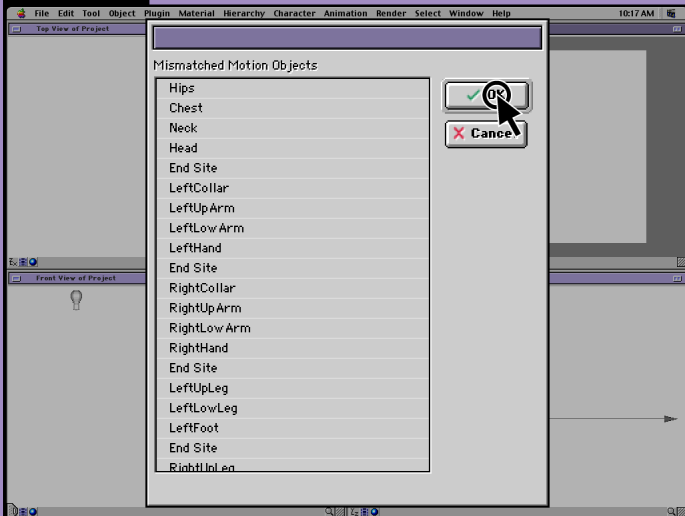 File Edit Tool Object Plugin Material Hierarchy Character Animation Render Select Window Help 10:17 AM
Top View of Project
Mismatched Motion Objects
Hips
Chest
Neck
Head
End Site
LeftCollar
LeftUpArm
LeftLowArm
LeftHand
End Site
RightCollar
RightUpArm
RightLowArm
RightHand
End Site
LeftUpLeg
LeftLowLeg
LeftFoot
End Site
RightUpLeg
OK
Cancel
Front View of Project